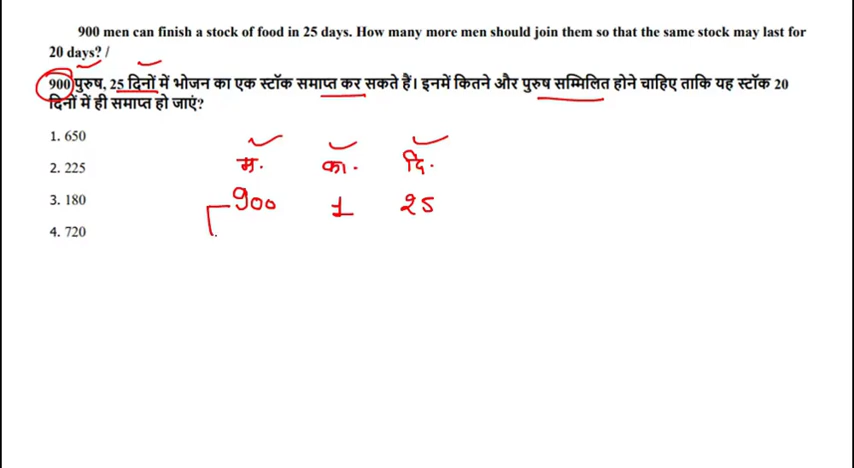 900 men can finish a stock of food in 25 days. How many more men should join them so that the same stock may last for
20 days? /
900 पुरुष, 25 दिनों में भोजन का एक स्टॉक समाप्त कर सकते हैं। इनमें कितने और पुरुष सम्मिलित होने चाहिए ताकि यह स्टॉक 20
दिनों में ही समाप्त हो जाएं?
1. 650
2. 225
3. 180
4. 720
म. का. दि.
900 1 25